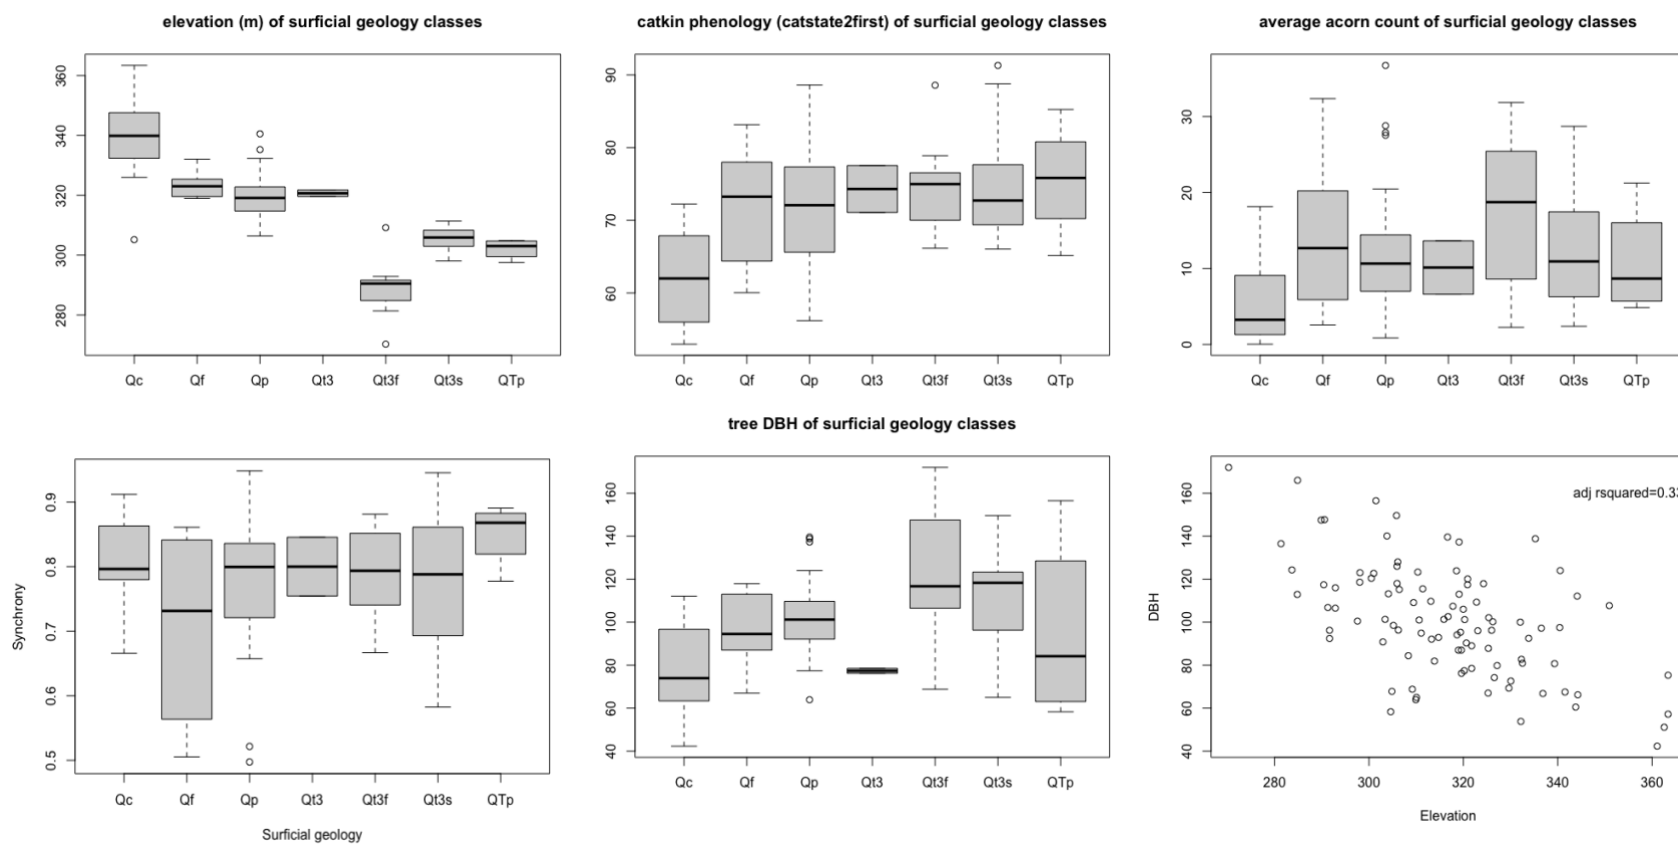 elevation (m) of surficial geology classes
360
340
320
300
280
Qc Qf Qp Qt3 Qt3f Qt3s QTp
catkin phenology (catstate2first) of surficial geology classes
90
80
70
60
Qc Qf Qp Qt3 Qt3f Qt3s QTp
average acorn count of surficial geology classes
30
20
10
0
Qc Qf Qp Qt3 Qt3f Qt3s QTp
Synchrony
0.9
0.8
0.7
0.6
0.5
Qc Qf Qp Qt3 Qt3f Qt3s QTp
Surficial geology
tree DBH of surficial geology classes
160
140
120
100
80
60
40
Qc Qf Qp Qt3 Qt3f Qt3s QTp
adj rsquared=0.33
DBH
160
140
120
100
80
60
40
280 300 320 340 360
Elevation